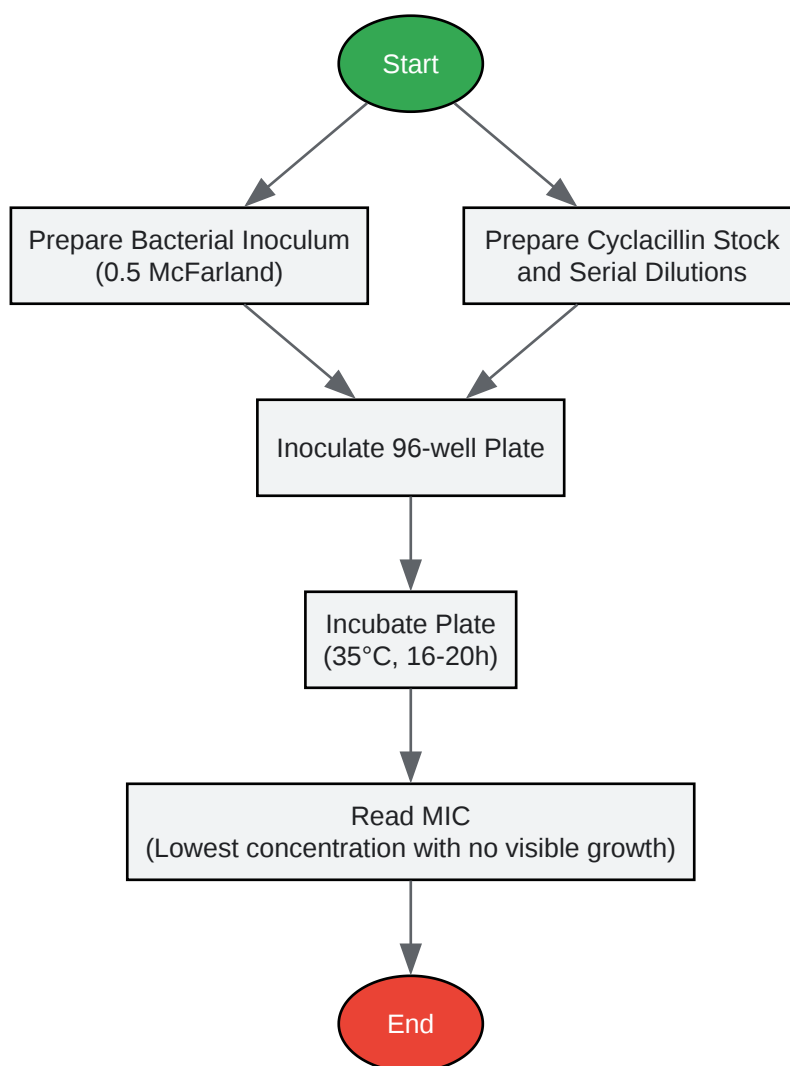 Start
Prepare Bacterial Inoculum
(0.5 McFarland)
Prepare Cyclacillin Stock
and Serial Dilutions
Inoculate 96-well Plate
Incubate Plate
(35°C, 16-20h)
Read MIC
(Lowest concentration with no visible growth)
End